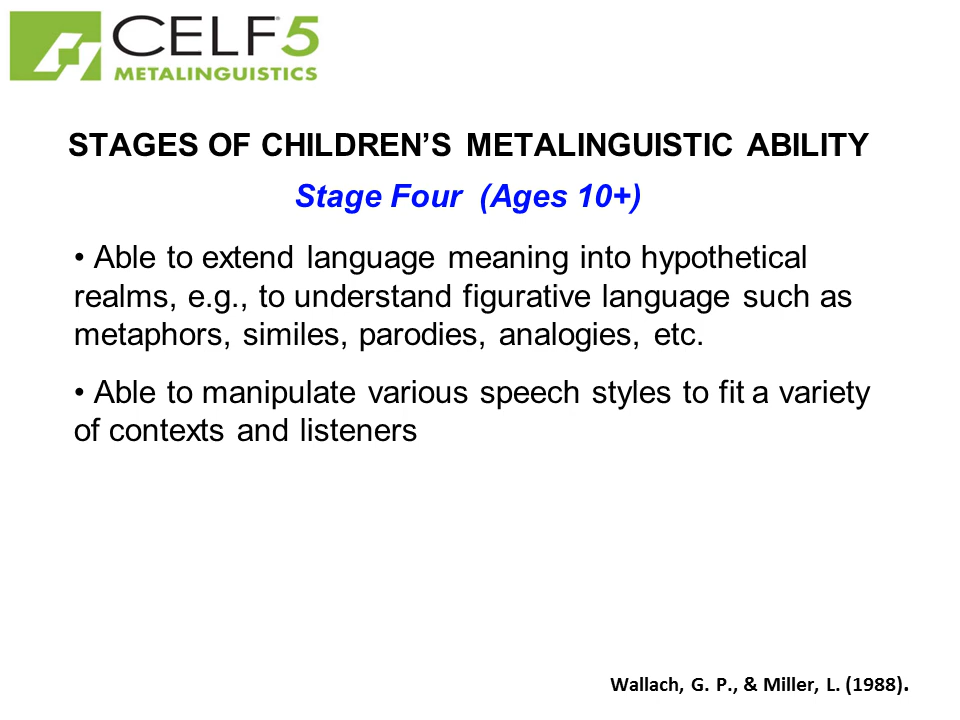 CELF 5
METALINGUISTICS
STAGES OF CHILDREN’S METALINGUISTIC ABILITY
Stage Four (Ages 10+)
• Able to extend language meaning into hypothetical
realms, e.g., to understand figurative language such as
metaphors, similes, parodies, analogies, etc.
• Able to manipulate various speech styles to fit a variety
of contexts and listeners
Wallach, G. P., & Miller, L. (1988).